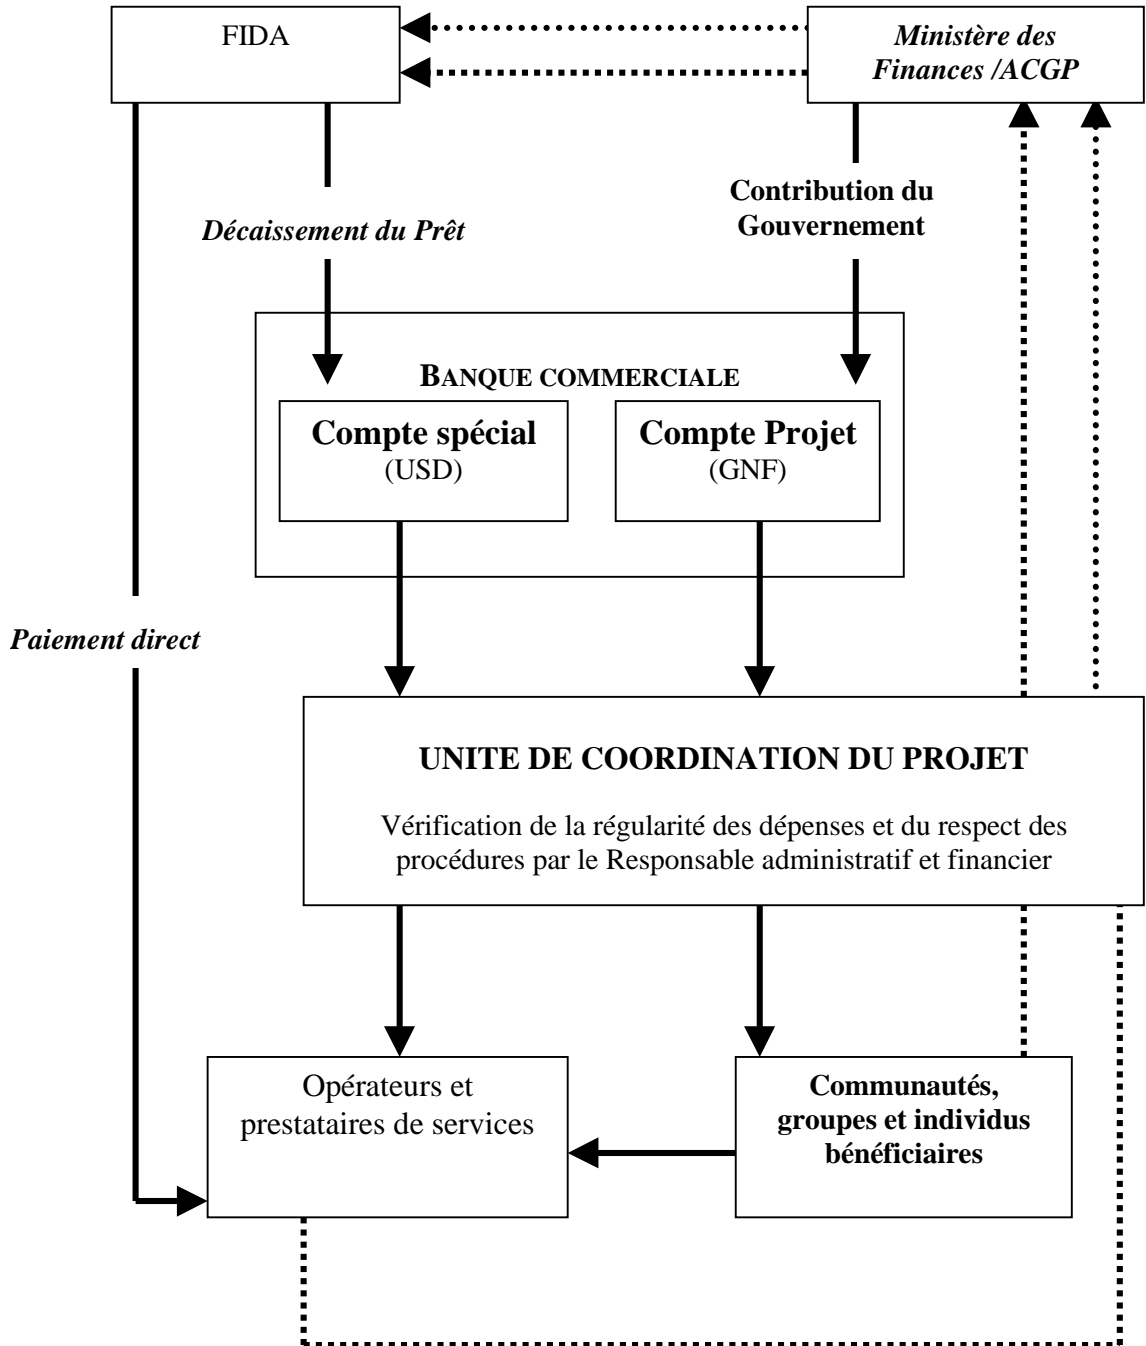 FIDA
Ministère des
Finances /ACGP
Contribution du
Gouvernement
Décaissement du Prêt
BANQUE COMMERCIALE
Compte spécial
(USD)
Compte Projet
(GNF)
Paiement direct
UNITE DE COORDINATION DU PROJET
Vérification de la régularité des dépenses et du respect des
procédures par le Responsable administratif et financier
Opérateurs et
prestataires de services
Communautés,
groupes et individus
bénéficiaires